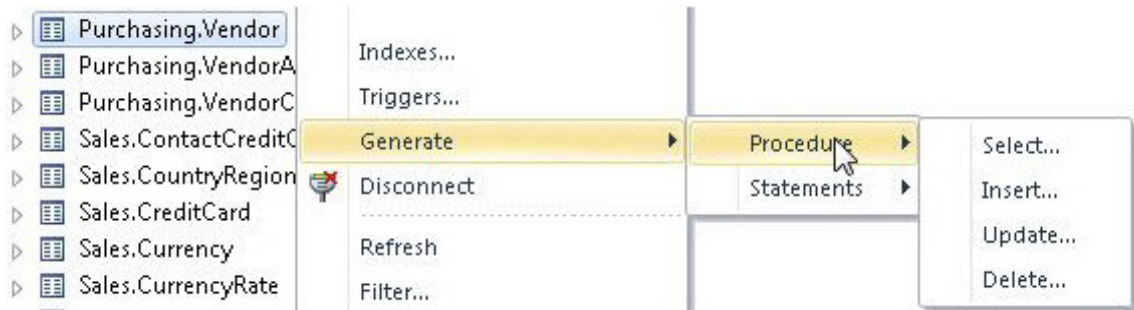 Purchasing.Vendor
Purchasing.VendorA
Purchasing.VendorC
Sales.ContactCreditC
Sales.CountryRegion
Sales.CreditCard
Sales.Currency
Sales.CurrencyRate
Indexes...
Triggers...
Generate
Disconnect
Refresh
Filter...
Procedure
Statements
Select...
Insert...
Update...
Delete...